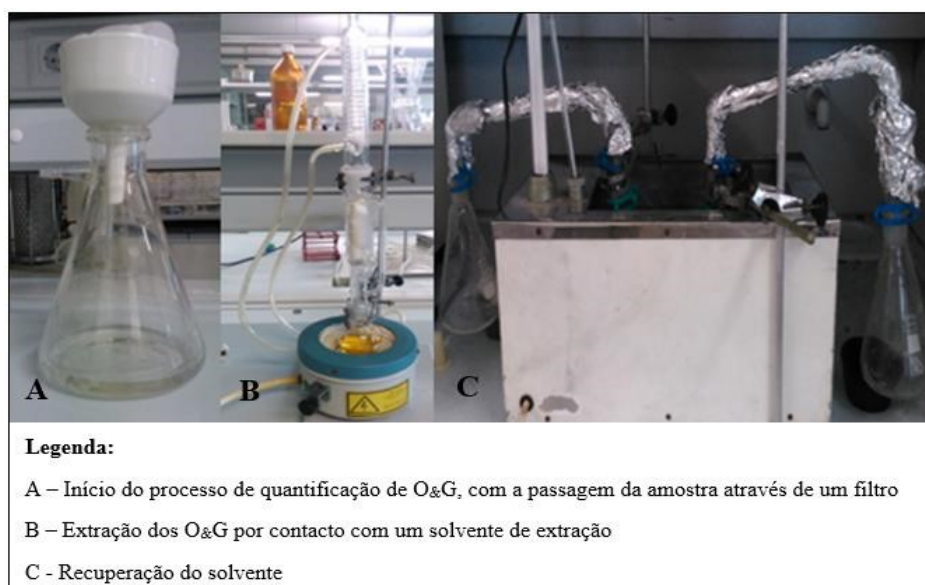 A
B
C
Legenda:
A – Início do processo de quantificação de O&G, com a passagem da amostra através de um filtro
B – Extração dos O&G por contacto com um solvente de extração
C - Recuperação do solvente